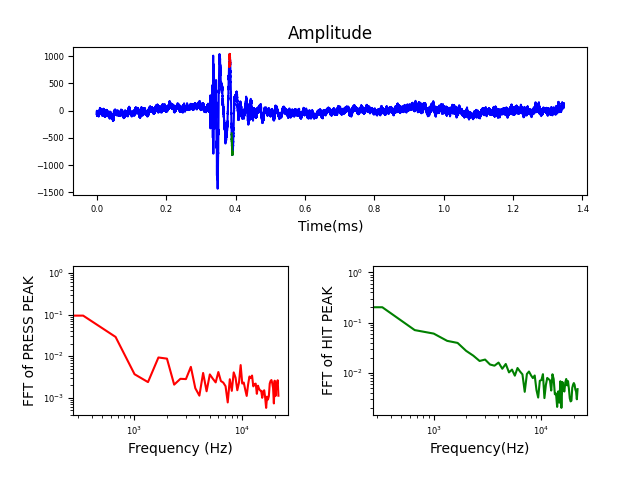 Amplitude
1000
500
0
−500
−1000
−1500
0.0 0.2 0.4 0.6 0.8 1.0 1.2 1.4
Time(ms)
FFT of PRESS PEAK
10⁰
10⁻¹
10⁻²
10⁻³
10³ 10⁴
Frequency (Hz)
FFT of HIT PEAK
10⁰
10⁻¹
10⁻²
10³ 10⁴
Frequency(Hz)